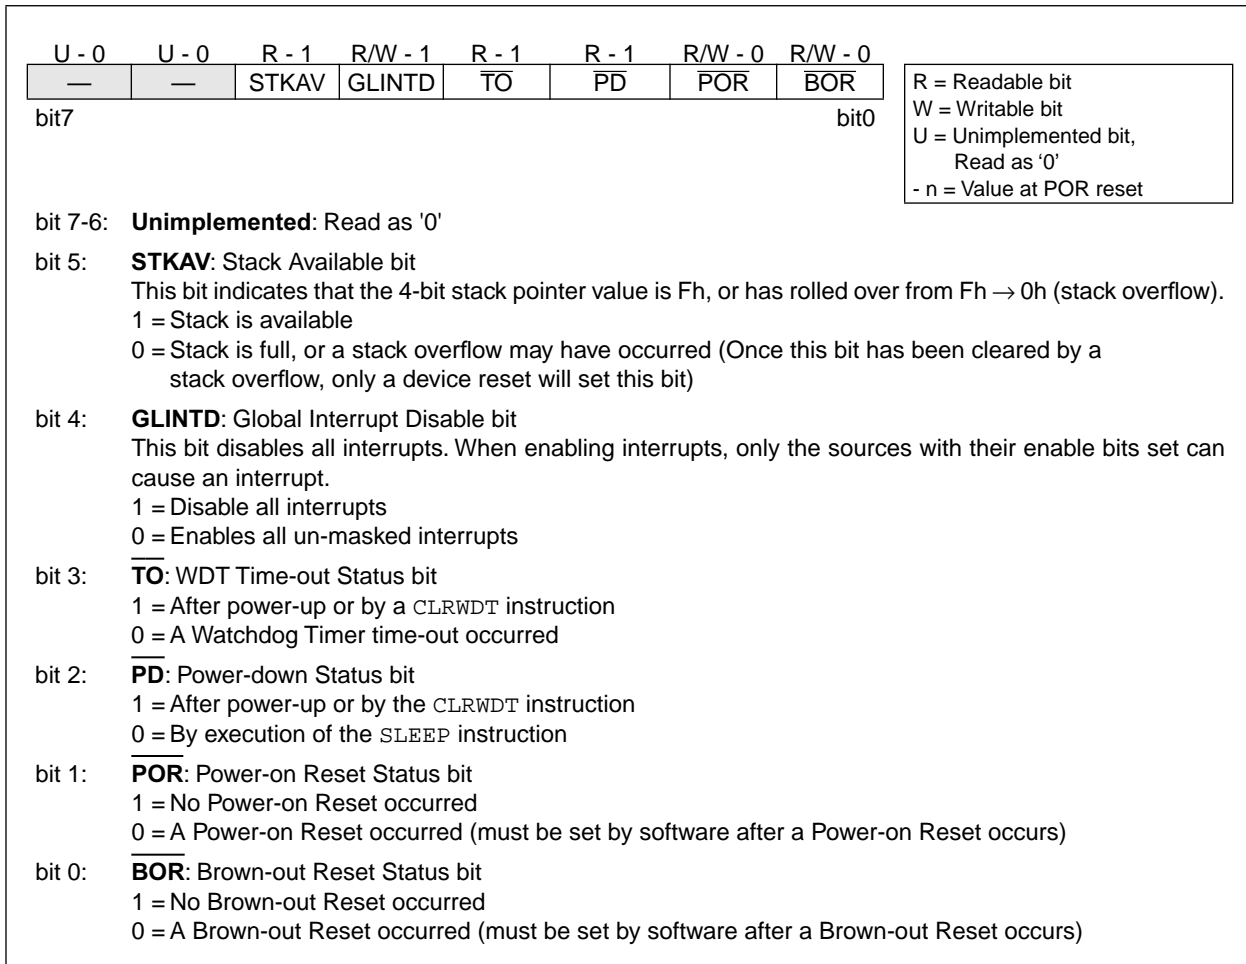 U - 0 U - 0 R - 1 R/W - 1 R - 1 R - 1 R/W - 0 R/W - 0
— — STKAV GLINTD T̅O̅ P̅D̅ P̅O̅R̅ B̅O̅R̅
bit7 bit0
R = Readable bit
W = Writable bit
U = Unimplemented bit,
Read as ‘0’
- n = Value at POR reset
bit 7-6: Unimplemented: Read as '0'
bit 5: STKAV: Stack Available bit
This bit indicates that the 4-bit stack pointer value is Fh, or has rolled over from Fh → 0h (stack overflow).
1 = Stack is available
0 = Stack is full, or a stack overflow may have occurred (Once this bit has been cleared by a
stack overflow, only a device reset will set this bit)
bit 4: GLINTD: Global Interrupt Disable bit
This bit disables all interrupts. When enabling interrupts, only the sources with their enable bits set can
cause an interrupt.
1 = Disable all interrupts
0 = Enables all un-masked interrupts
bit 3: T̅O̅: WDT Time-out Status bit
1 = After power-up or by a CLRWDT instruction
0 = A Watchdog Timer time-out occurred
bit 2: P̅D̅: Power-down Status bit
1 = After power-up or by the CLRWDT instruction
0 = By execution of the SLEEP instruction
bit 1: P̅O̅R̅: Power-on Reset Status bit
1 = No Power-on Reset occurred
0 = A Power-on Reset occurred (must be set by software after a Power-on Reset occurs)
bit 0: B̅O̅R̅: Brown-out Reset Status bit
1 = No Brown-out Reset occurred
0 = A Brown-out Reset occurred (must be set by software after a Brown-out Reset occurs)